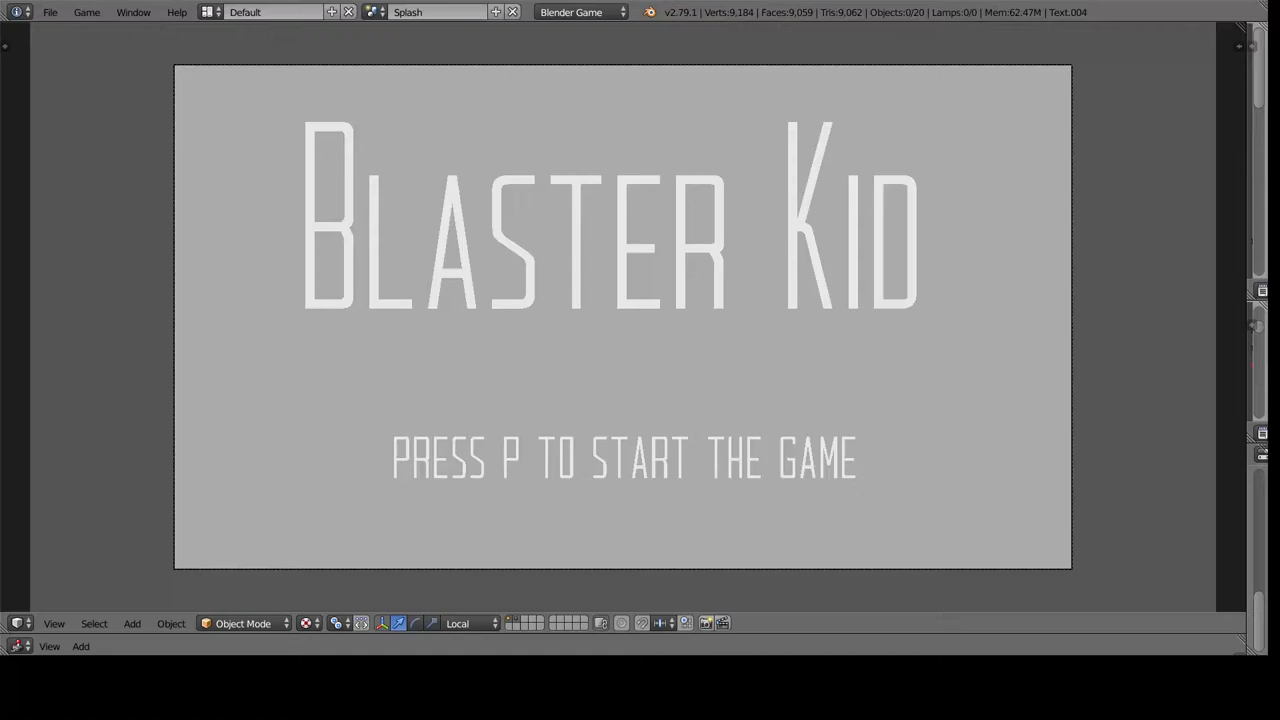 File Game Window Help Default Splash Blender Game v2.79.1 | Verts:9,184 | Faces:9,059 | Tris:9,062 | Objects:0/20 | Lamps:0/0 | Mem:62.47M | Text.004
Blaster Kid
PRESS P TO START THE GAME
View Select Add Object Object Mode Local
View Add